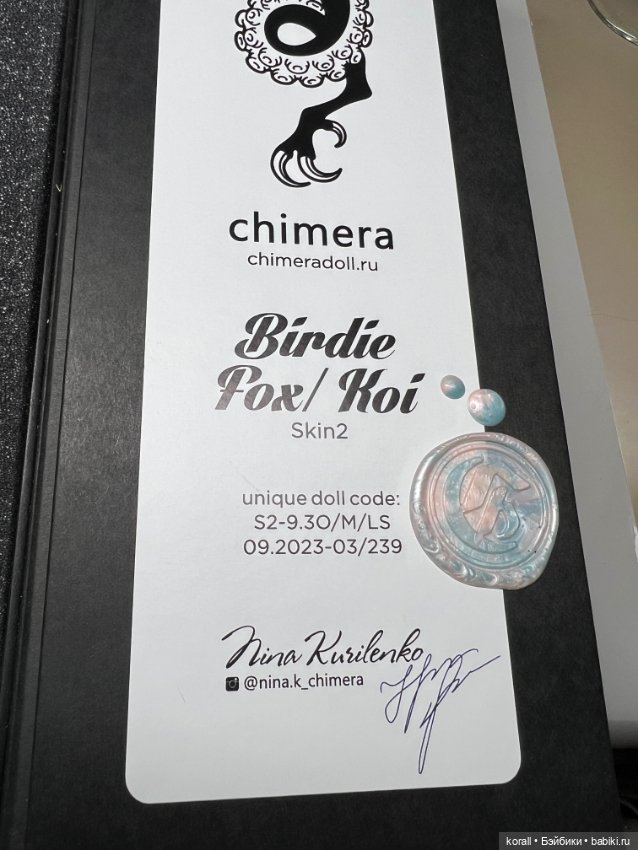 chimera
chimeradoll.ru
Birdie
Fox/ Koi
Skin2
unique doll code:
S2-9.3O/M/LS
09.2023-03/239
Nina Kurilenko
@nina.k_chimera
korall • Бэйбики • babiki.ru